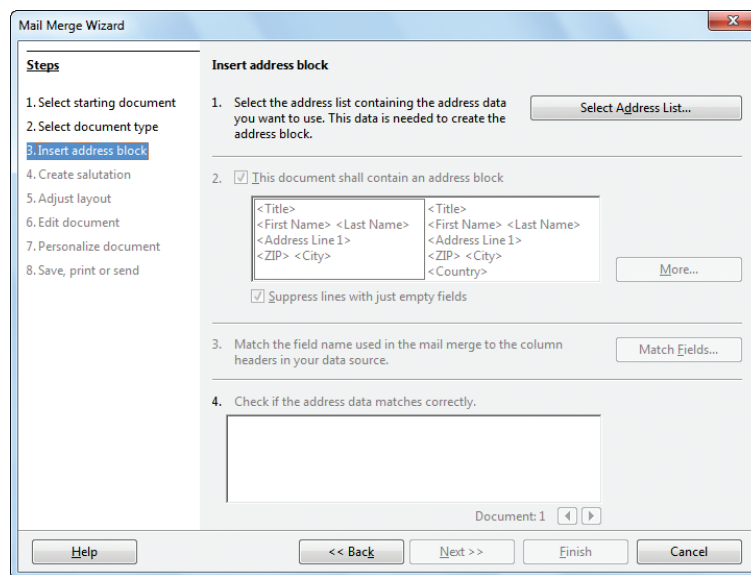 Mail Merge Wizard
Steps
1. Select starting document
2. Select document type
3. Insert address block
4. Create salutation
5. Adjust layout
6. Edit document
7. Personalize document
8. Save, print or send
Insert address block
1. Select the address list containing the address data
you want to use. This data is needed to create the
address block.
Select Address List...
2. This document shall contain an address block
<Title>
<First Name> <Last Name>
<Address Line 1>
<ZIP> <City>
<Title>
<First Name> <Last Name>
<Address Line 1>
<ZIP> <City>
<Country>
More...
Suppress lines with just empty fields
3. Match the field name used in the mail merge to the column
headers in your data source.
Match Fields...
4. Check if the address data matches correctly.
Document: 1
Help
<< Back
Next >>
Finish
Cancel